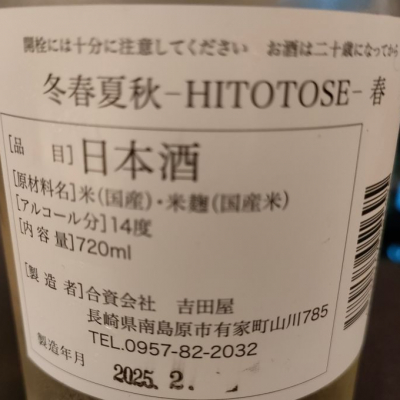 開栓には十分に注意してください　お酒は二十歳になってから
冬春夏秋−HITOTOSE−春
[品　　目]日本酒
[原材料名]米(国産)・米麹(国産米)
[アルコール分]14度
[内 容 量]720ml
[製 造 者]合資会社　吉田屋
長崎県南島原市有家町山川785
TEL.0957-82-2032
製造年月
2025. 2.